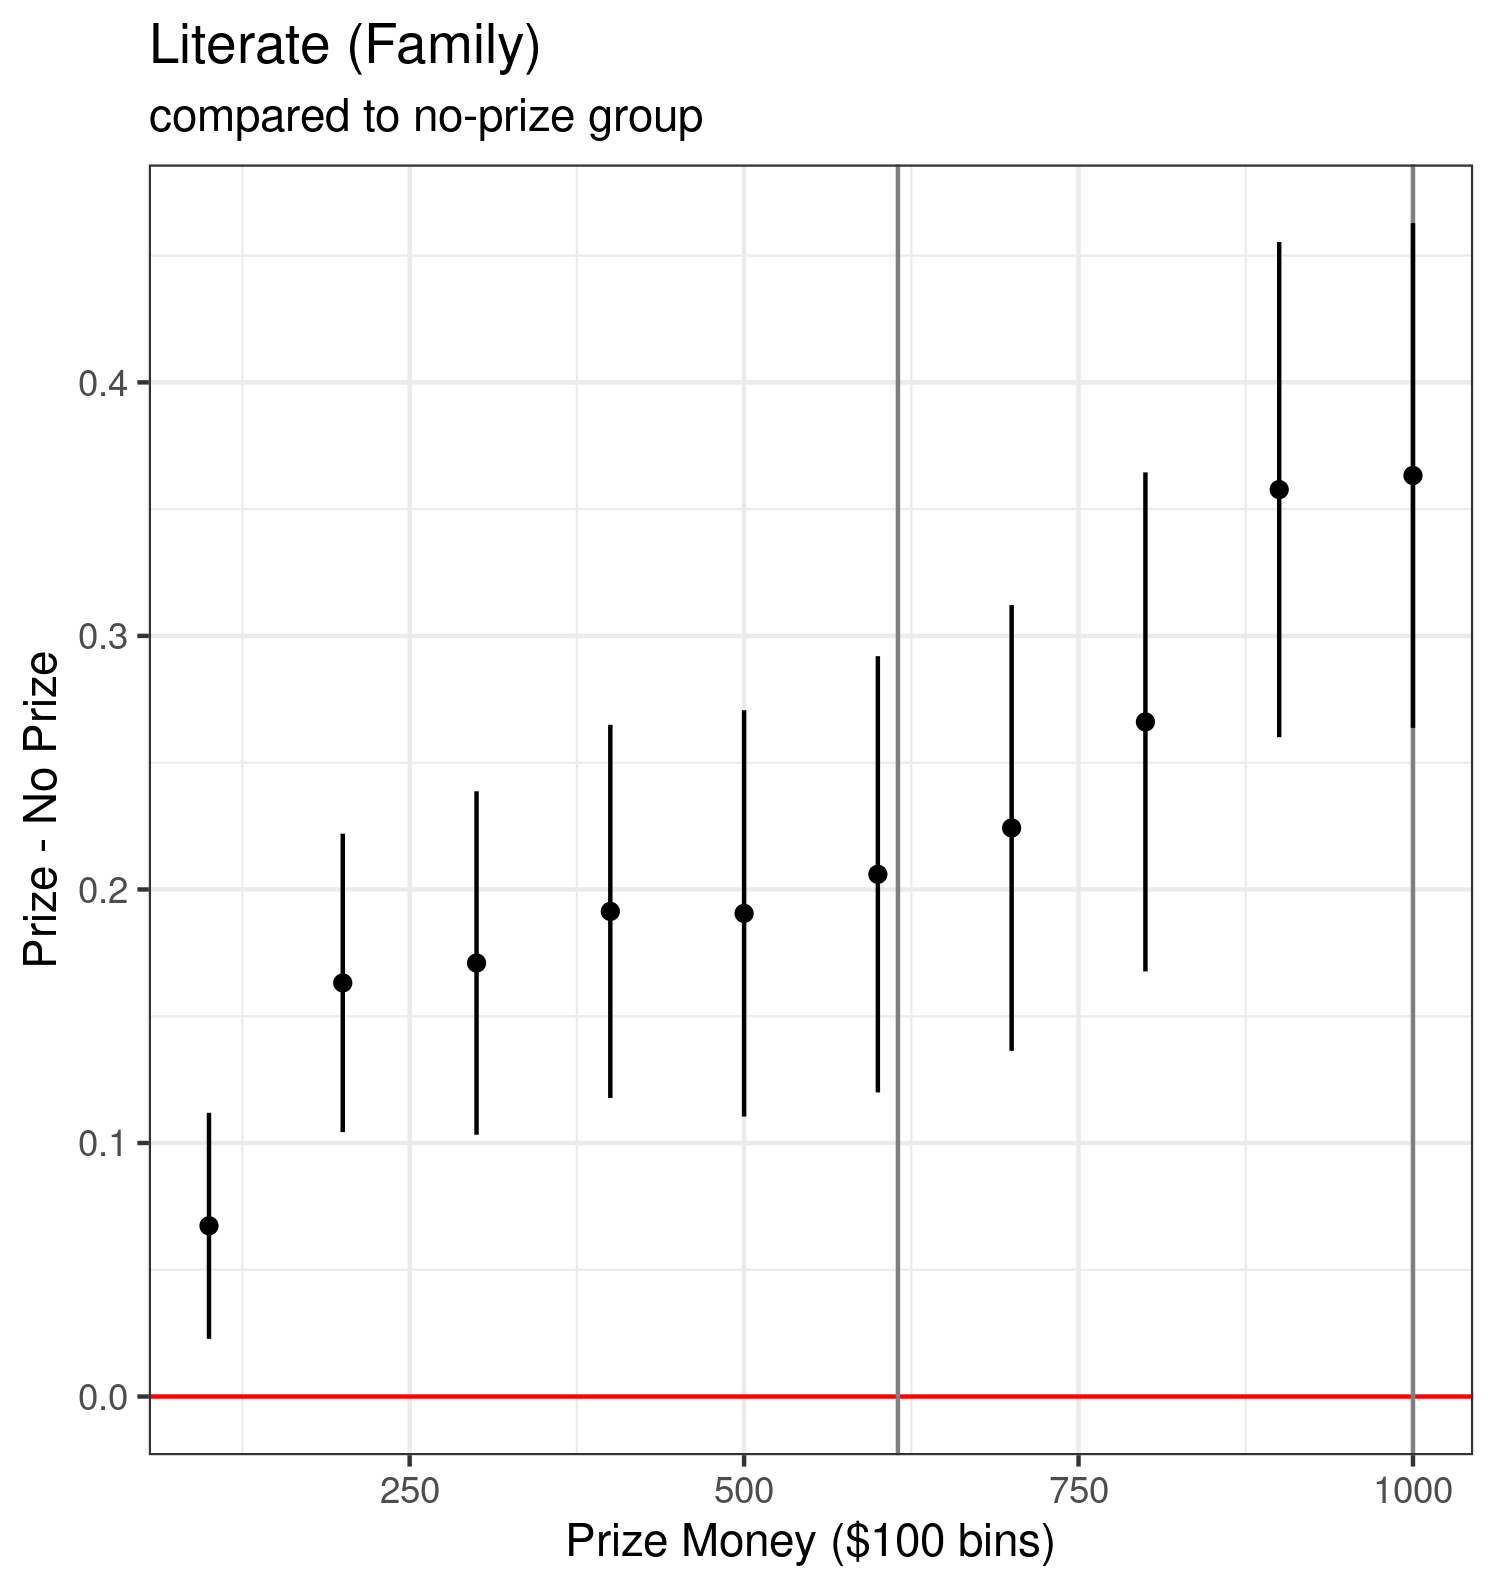 Literate (Family)
compared to no-prize group
Prize - No Prize
0.4
0.3
0.2
0.1
0.0
250 500 750 1000
Prize Money ($100 bins)